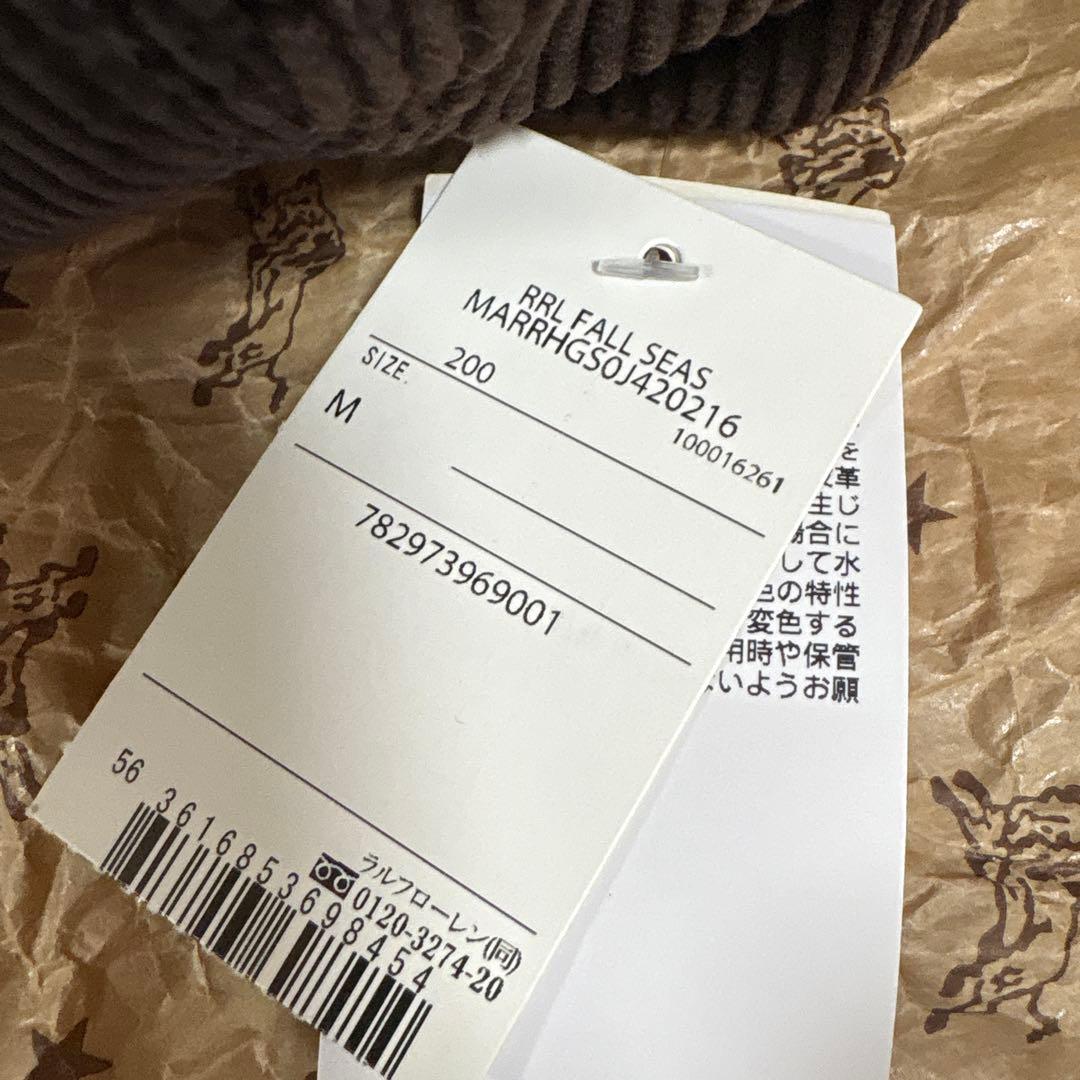 RRL FALL SEAS
MARRHGS0J420216
100016261
SIZE. 200
M
782973969001
56
3616853698454
ラルフローレン(同)
0120-3274-20
を
革
生じ
場合に
して水
色の特性
変色する
用時や保管
いようお願